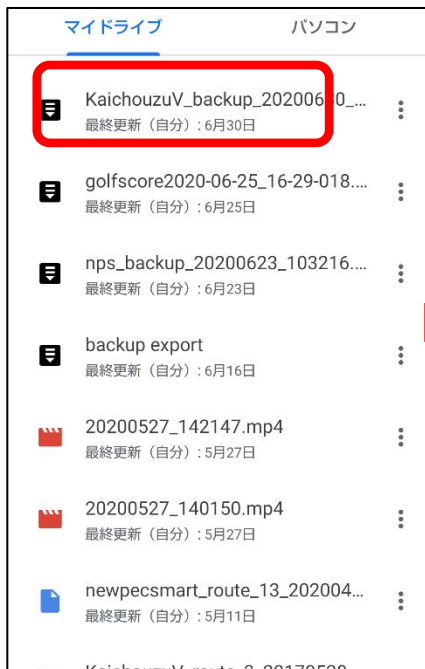 マイドライブ パソコン
KaichouzuV_backup_20200630_...
最終更新（自分）: 6月30日
golfscore2020-06-25_16-29-018....
最終更新（自分）: 6月25日
nps_backup_20200623_103216....
最終更新（自分）: 6月23日
backup export
最終更新（自分）: 6月16日
20200527_142147.mp4
最終更新（自分）: 5月27日
20200527_140150.mp4
最終更新（自分）: 5月27日
newpecsmart_route_13_202004...
最終更新（自分）: 5月11日